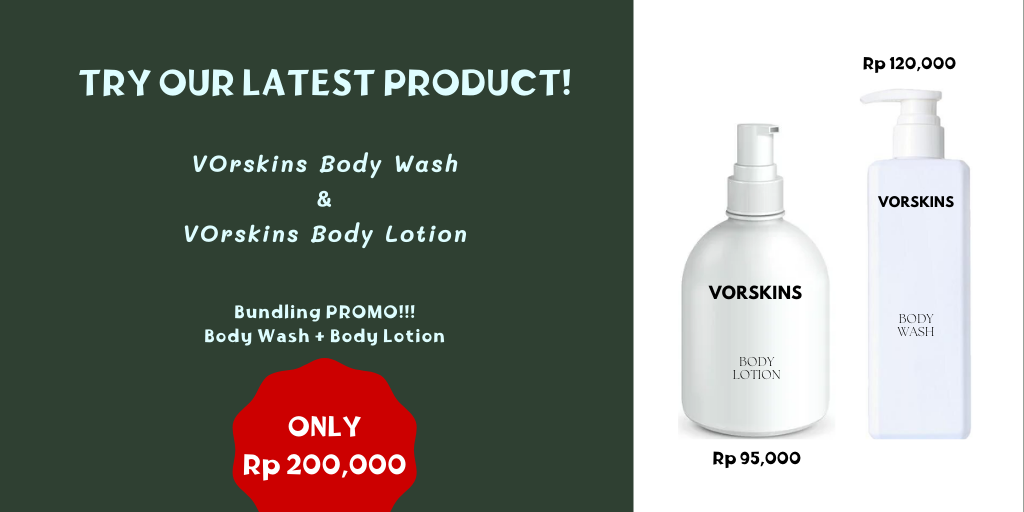 TRY OUR LATEST PRODUCT!
VOrskins Body Wash
&
VOrskins Body Lotion
Bundling PROMO!!!
Body Wash + Body Lotion
ONLY
Rp 200,000
Rp 120,000
VORSKINS
BODY
WASH
VORSKINS
BODY
LOTION
Rp 95,000